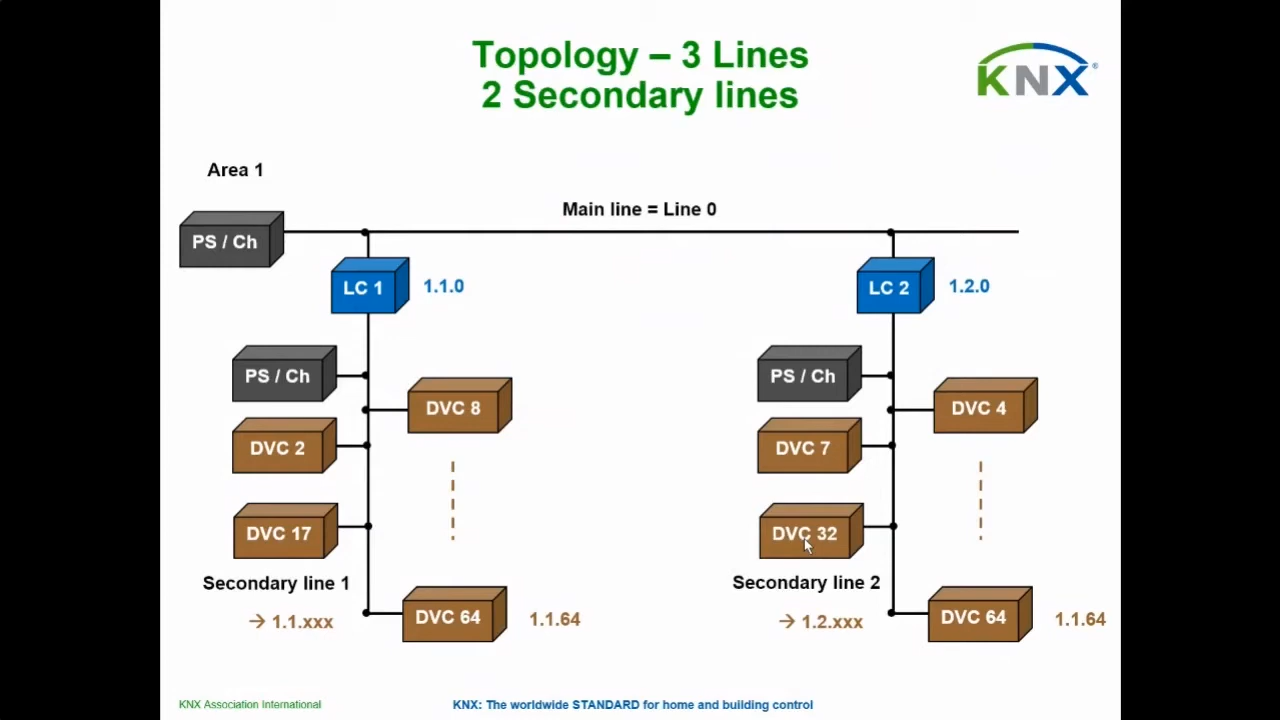 Topology – 3 Lines
2 Secondary lines
KNX®
Area 1
Main line = Line 0
PS / Ch
LC 1
1.1.0
LC 2
1.2.0
PS / Ch
DVC 8
DVC 2
DVC 17
Secondary line 1
→ 1.1.xxx
DVC 64
1.1.64
PS / Ch
DVC 4
DVC 7
DVC 32
Secondary line 2
→ 1.2.xxx
DVC 64
1.1.64
KNX Association International
KNX: The worldwide STANDARD for home and building control